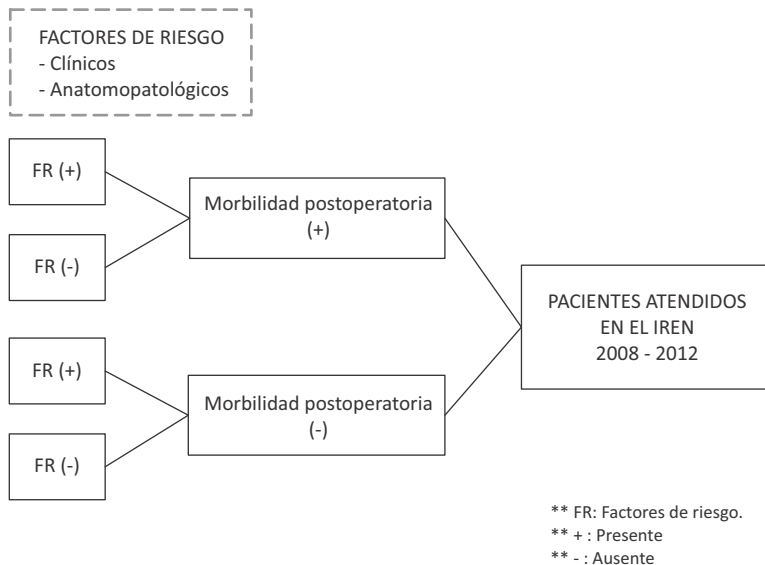 FACTORES DE RIESGO
- Clínicos
- Anatomopatológicos
FR (+)
FR (-)
Morbilidad postoperatoria
(+)
FR (+)
FR (-)
Morbilidad postoperatoria
(-)
PACIENTES ATENDIDOS
EN EL IREN
2008 - 2012
** FR: Factores de riesgo.
** + : Presente
** - : Ausente